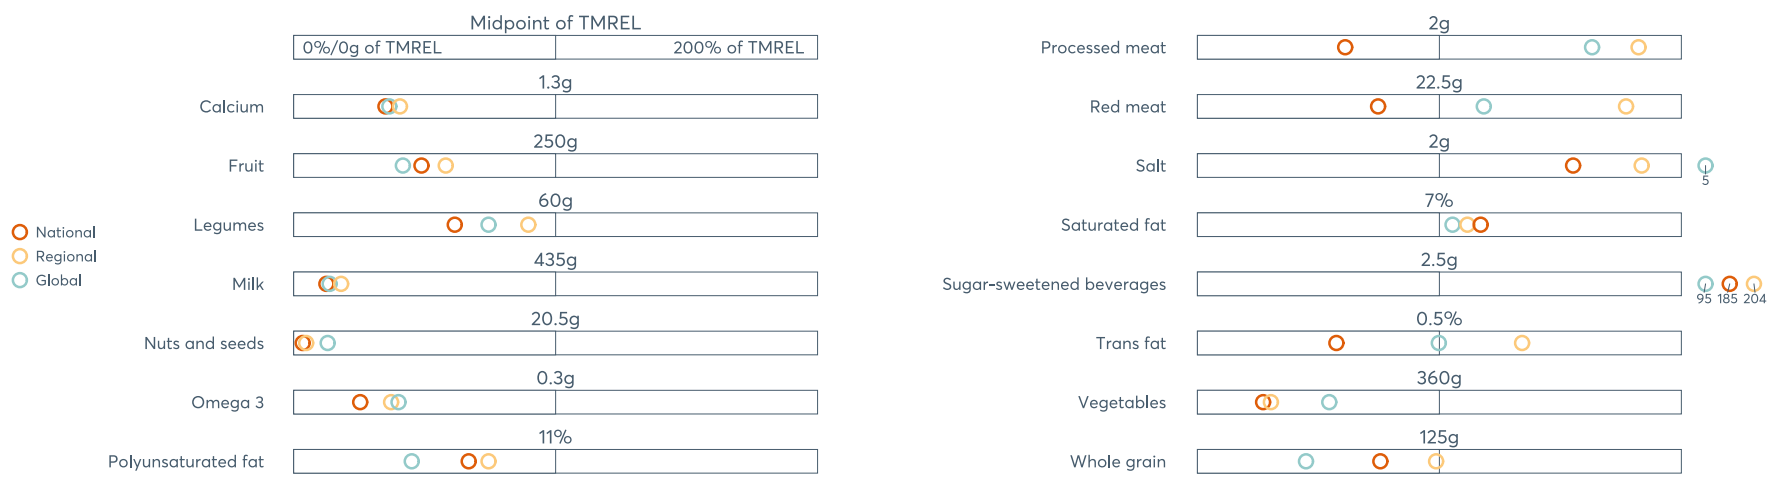 Midpoint of TMREL
0%/0g of TMREL 200% of TMREL
1.3g
Calcium
250g
Fruit
60g
Legumes
435g
Milk
20.5g
Nuts and seeds
0.3g
Omega 3
11%
Polyunsaturated fat
National
Regional
Global
2g
Processed meat
22.5g
Red meat
2g
Salt
5
7%
Saturated fat
2.5g
Sugar-sweetened beverages
95 185 204
0.5%
Trans fat
360g
Vegetables
125g
Whole grain